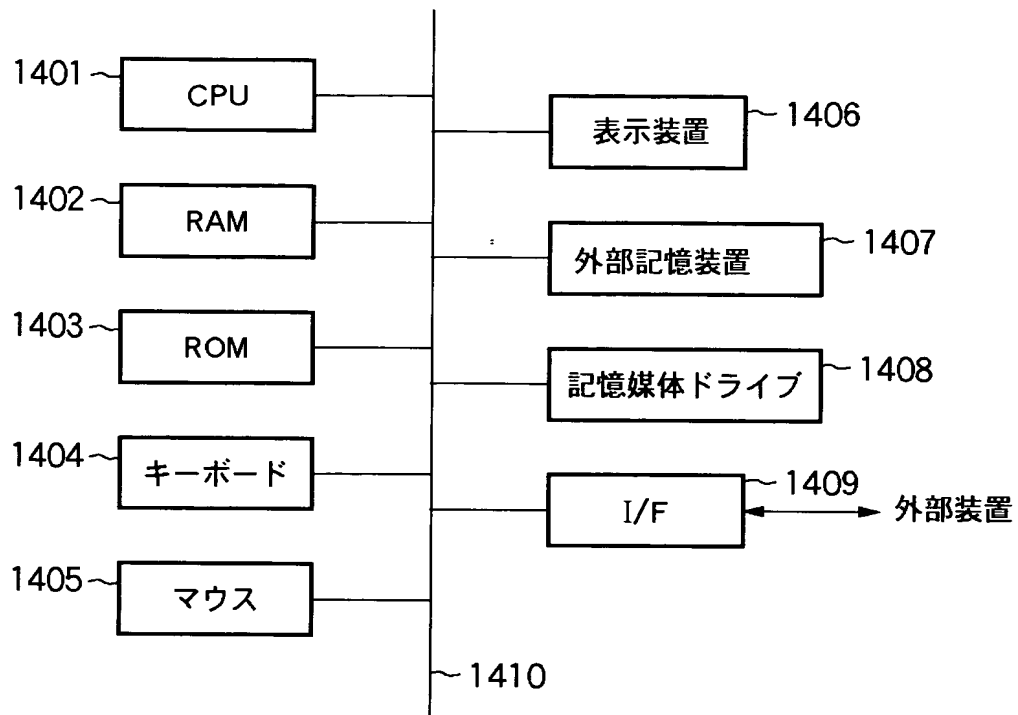 1401
CPU
1402
RAM
1403
ROM
1404
キーボード
1405
マウス
1406
表示装置
1407
外部記憶装置
1408
記憶媒体ドライブ
1409
I/F
外部装置
1410